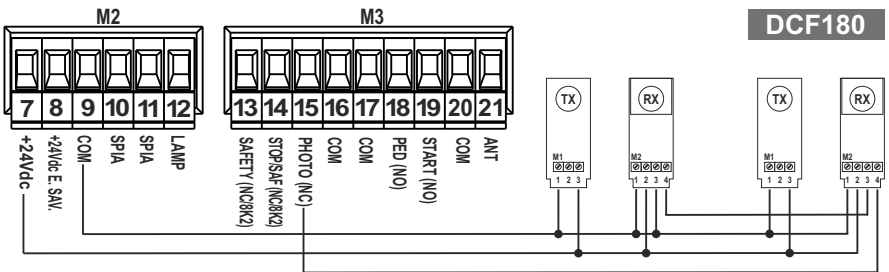 M2
M3
DCF180
7 8 9 10 11 12
13 14 15 16 17 18 19 20 21
+24Vdc
+24Vdc E. SAV.
COM
SPIA
SPIA
LAMP
SAFETY (NC/8K2)
STOP/SAF (NC/8K2)
PHOTO (NC)
COM
COM
PED (NO)
START (NO)
COM
ANT
TX
RX
TX
RX
M1
M2
M1
M2
1 2 3
1 2 3 4
1 2 3
1 2 3 4